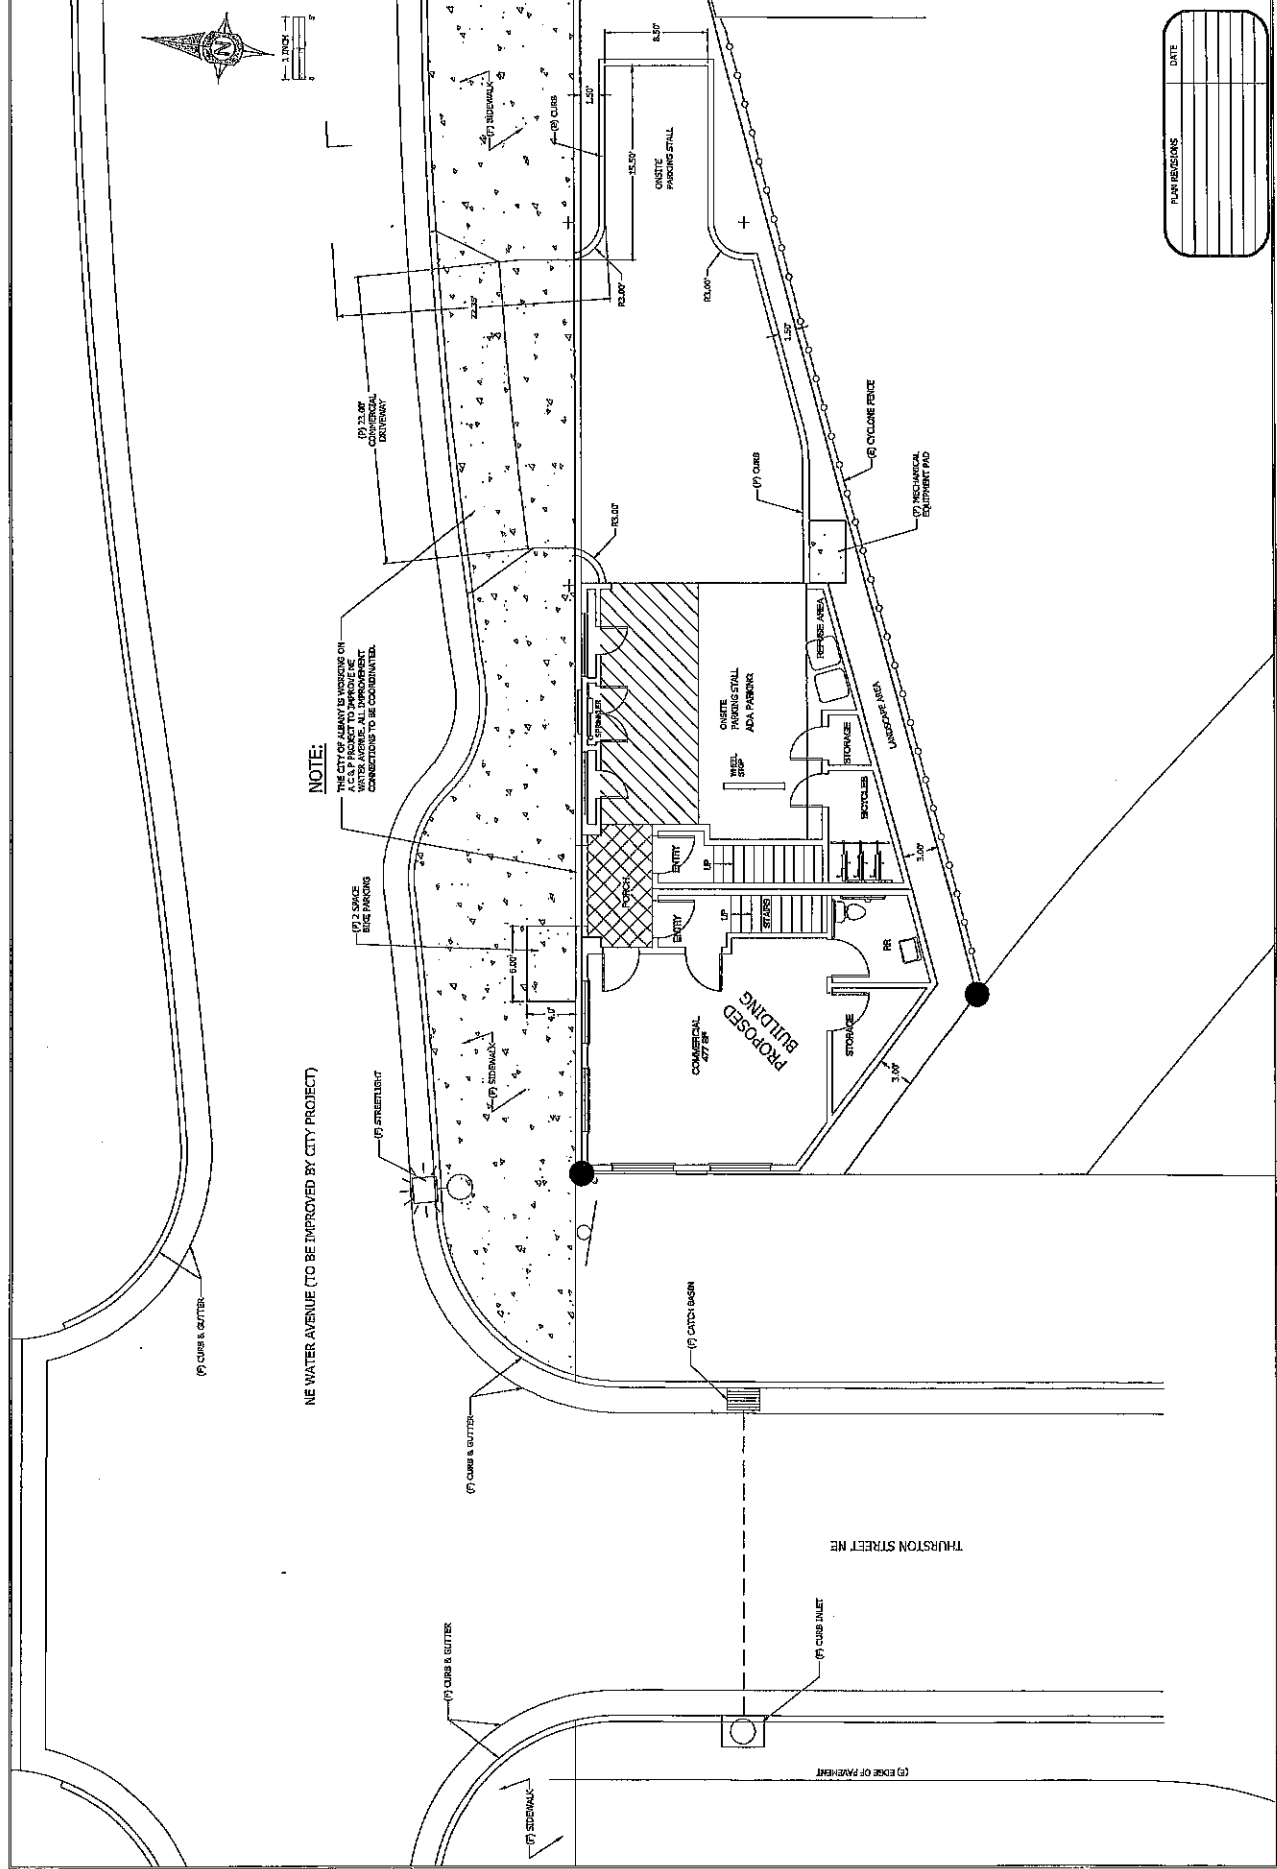 NOTE:
THE CITY OF ALBANY IS WORKING ON
A C.O.P PROJECT TO IMPROVE NE
WATER AVENUE. ALL IMPROVEMENT
CONNECTIONS TO BE COORDINATED.
NE WATER AVENUE (TO BE IMPROVED BY CITY PROJECT)
(F) CURB & GUTTER
(F) STREETLIGHT
(P) 2 SPACE
BIKE PARKING
(P) 23.00'
COMMERCIAL
DRIVEWAY
22.35'
N
1 INCH
0
5'
(F) SIDEWALK
(P) CURB
1.50'
8.50'
15.50'
ONSITE
PARKING STALL
R3.00'
R3.00'
R3.00'
1.50'
(E) CYCLONE FENCE
(P) CURB
(P) MECHANICAL
EQUIPMENT PAD
6.00'
4.0'
(F) SIDEWALK
SPRINKLER
ONSITE
PARKING STALL
ADA PARKING
WHEEL
STOP
REFUSE AREA
STORAGE
BICYCLES
LANDSCAPE AREA
PORCH
ENTRY
UP
ENTRY
UP
STAIRS
RR
3.00'
COMMERCIAL
477 SF
PROPOSED
BUILDING
STORAGE
3.00'
(F) CURB & GUTTER
(F) CATCH BASIN
THURSTON STREET NE
(F) CURB & GUTTER
(F) CURB INLET
(F) SIDEWALK
(E) EDGE OF PAVEMENT
PLAN REVISIONS
DATE